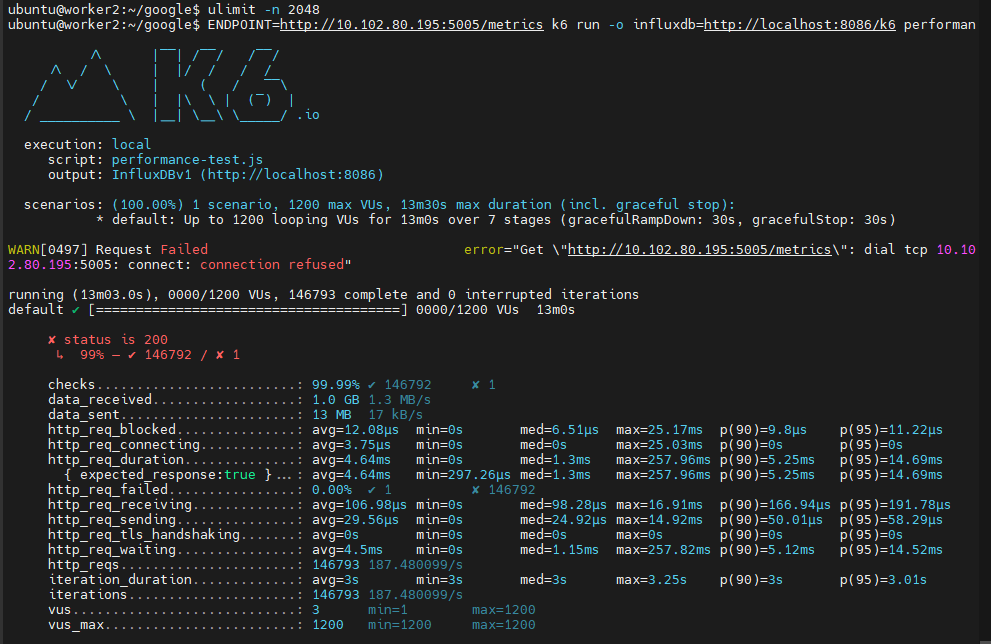 ubuntu@worker2:~/google$ ulimit -n 2048
ubuntu@worker2:~/google$ ENDPOINT=http://10.102.80.195:5005/metrics k6 run -o influxdb=http://localhost:8086/k6 performan
.io
execution: local
script: performance-test.js
output: InfluxDBv1 (http://localhost:8086)
scenarios: (100.00%) 1 scenario, 1200 max VUs, 13m30s max duration (incl. graceful stop):
* default: Up to 1200 looping VUs for 13m0s over 7 stages (gracefulRampDown: 30s, gracefulStop: 30s)
WARN[0497] Request Failed error="Get \"http://10.102.80.195:5005/metrics\": dial tcp 10.10
2.80.195:5005: connect: connection refused"
running (13m03.0s), 0000/1200 VUs, 146793 complete and 0 interrupted iterations
default ✓ [======================================] 0000/1200 VUs 13m0s
✗ status is 200
↳ 99% — ✓ 146792 / ✗ 1
checks.........................: 99.99% ✓ 146792 ✗ 1
data_received..................: 1.0 GB 1.3 MB/s
data_sent......................: 13 MB 17 kB/s
http_req_blocked...............: avg=12.08µs min=0s med=6.51µs max=25.17ms p(90)=9.8µs p(95)=11.22µs
http_req_connecting............: avg=3.75µs min=0s med=0s max=25.03ms p(90)=0s p(95)=0s
http_req_duration..............: avg=4.64ms min=0s med=1.3ms max=257.96ms p(90)=5.25ms p(95)=14.69ms
{ expected_response:true }...: avg=4.64ms min=297.26µs med=1.3ms max=257.96ms p(90)=5.25ms p(95)=14.69ms
http_req_failed................: 0.00% ✓ 1 ✗ 146792
http_req_receiving.............: avg=106.98µs min=0s med=98.28µs max=16.91ms p(90)=166.94µs p(95)=191.78µs
http_req_sending...............: avg=29.56µs min=0s med=24.92µs max=14.92ms p(90)=50.01µs p(95)=58.29µs
http_req_tls_handshaking.......: avg=0s min=0s med=0s max=0s p(90)=0s p(95)=0s
http_req_waiting...............: avg=4.5ms min=0s med=1.15ms max=257.82ms p(90)=5.12ms p(95)=14.52ms
http_reqs......................: 146793 187.480099/s
iteration_duration.............: avg=3s min=3s med=3s max=3.25s p(90)=3s p(95)=3.01s
iterations.....................: 146793 187.480099/s
vus............................: 3 min=1 max=1200
vus_max........................: 1200 min=1200 max=1200